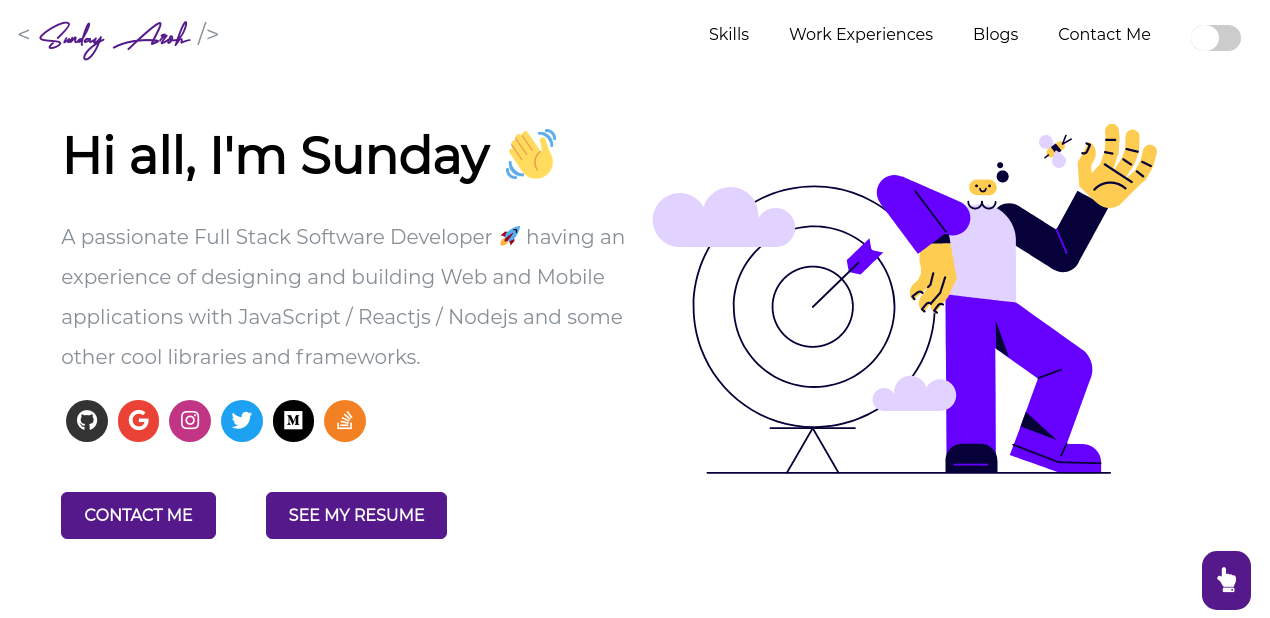 < Sunday Aroh />
Skills
Work Experiences
Blogs
Contact Me
Hi all, I'm Sunday 👋
A passionate Full Stack Software Developer 🚀 having an
experience of designing and building Web and Mobile
applications with JavaScript / Reactjs / Nodejs and some
other cool libraries and frameworks.
CONTACT ME
SEE MY RESUME